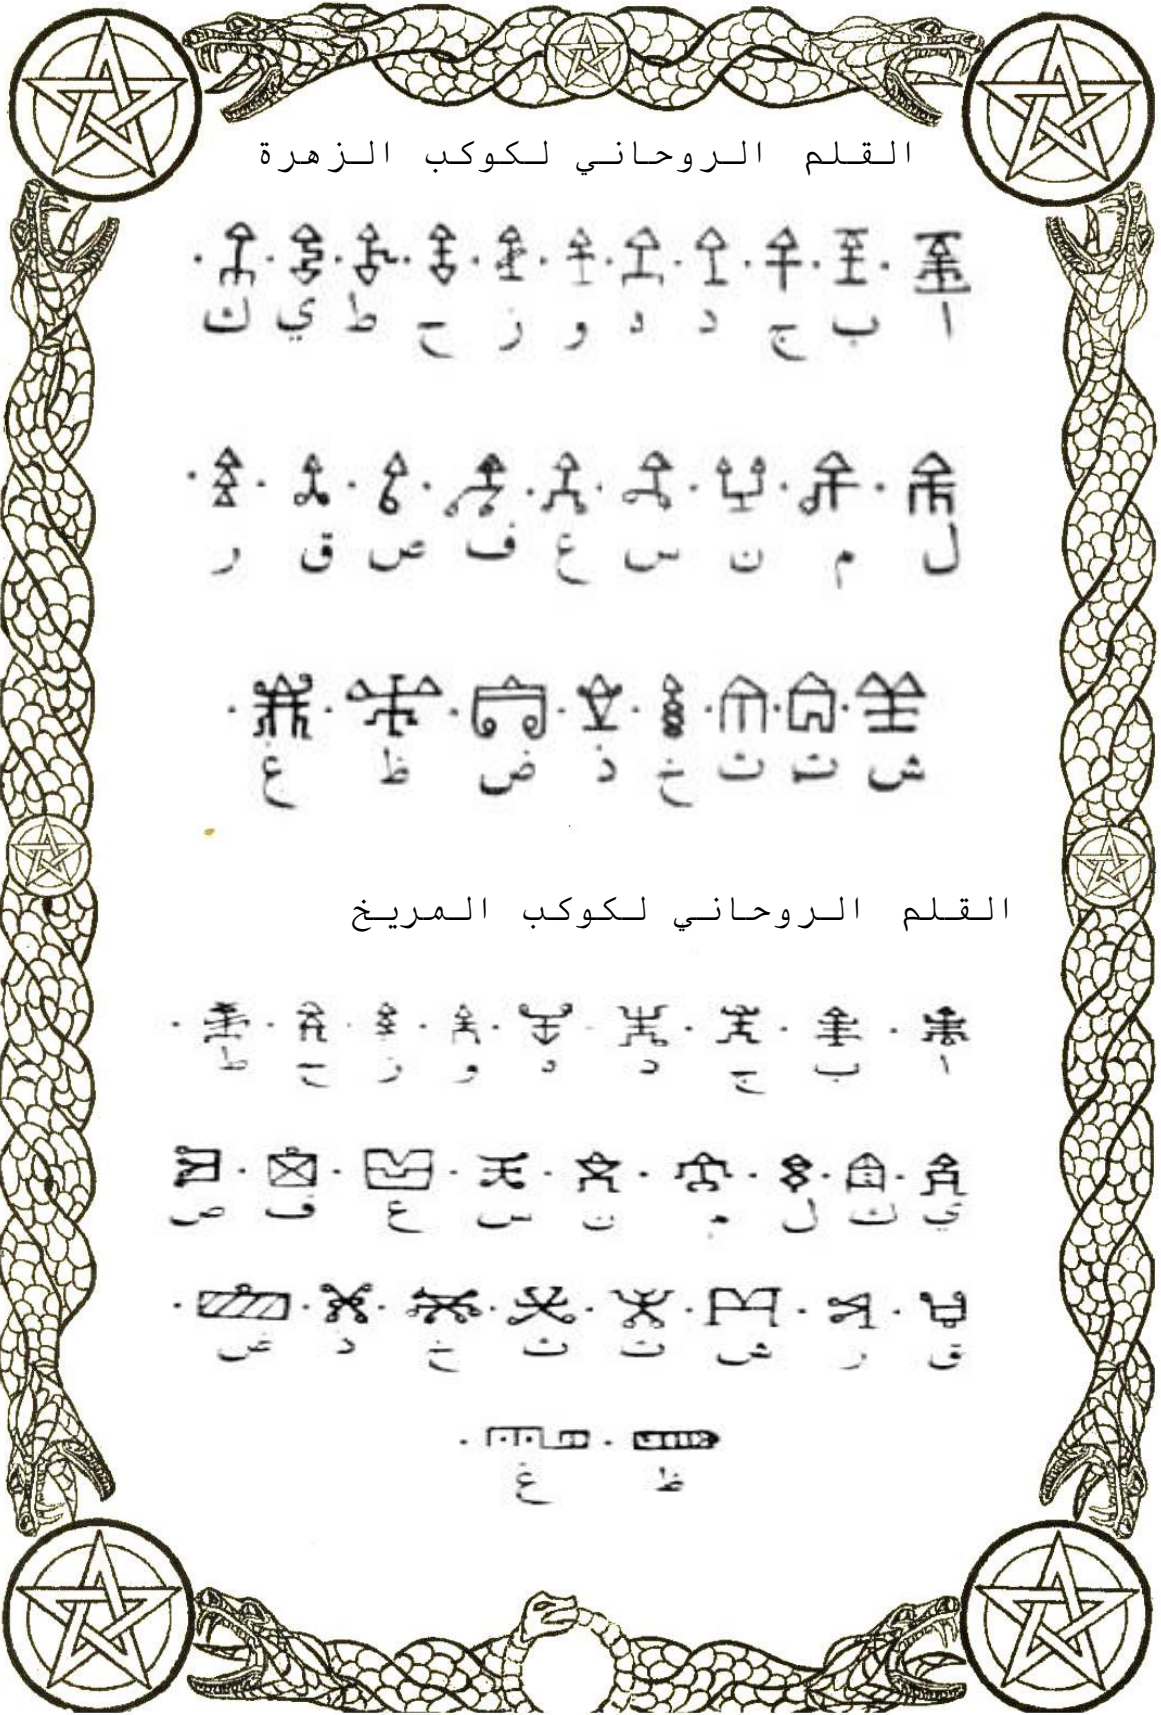 القلم الروحاني لكوكب الزهرة
ا ب ج د ه و ز ح ط ي ك
ل م ن س ع ف ص ق ر
ش ت ث خ ذ ض ظ غ
القلم الروحاني لكوكب المريخ
ا ب ج د ه و ز ح ط
ي ك ل م ن س ع ف ص
ق ر ش ت ث خ ذ ض
ظ غ